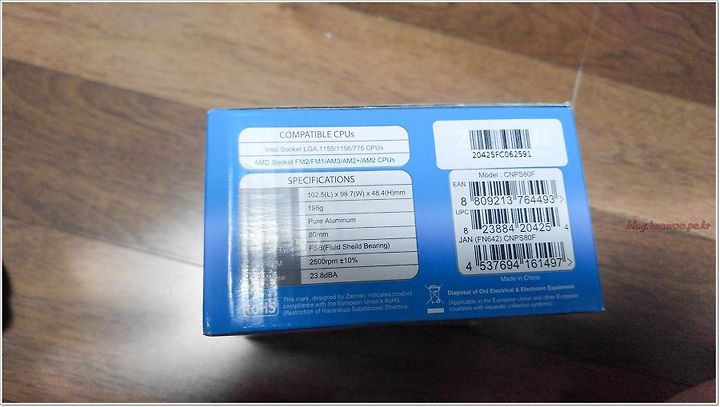 COMPATIBLE CPUs
Intel Socket LGA 1155/1156/775 CPUs
AMD Socket FM2/FM1/AM3/AM2+/AM2 CPUs
SPECIFICATIONS
102.5(L) x 98.7(W) x 48.4(H)mm
198g
Pure Aluminum
80mm
FSB(Fluid Sheild Bearing)
2500rpm ±10%
23.8dBA
RoHS
This mark, designed by Zalman, indicates product
compliance with the European Union's RoHS
(Restriction of Hazardous Substances) Directive.
20425FC062591
Model : CNPS80F
EAN
8 809213 764493 >
UPC
8 23884 20425 4
JAN (FN642) CNPS80F
4 537694 161497 >
Made in China
Disposal of Old Electrical & Electronic Equipment
(Applicable in the European Union and other European
countries with separate collection systems).
blog.kunwoo.pe.kr